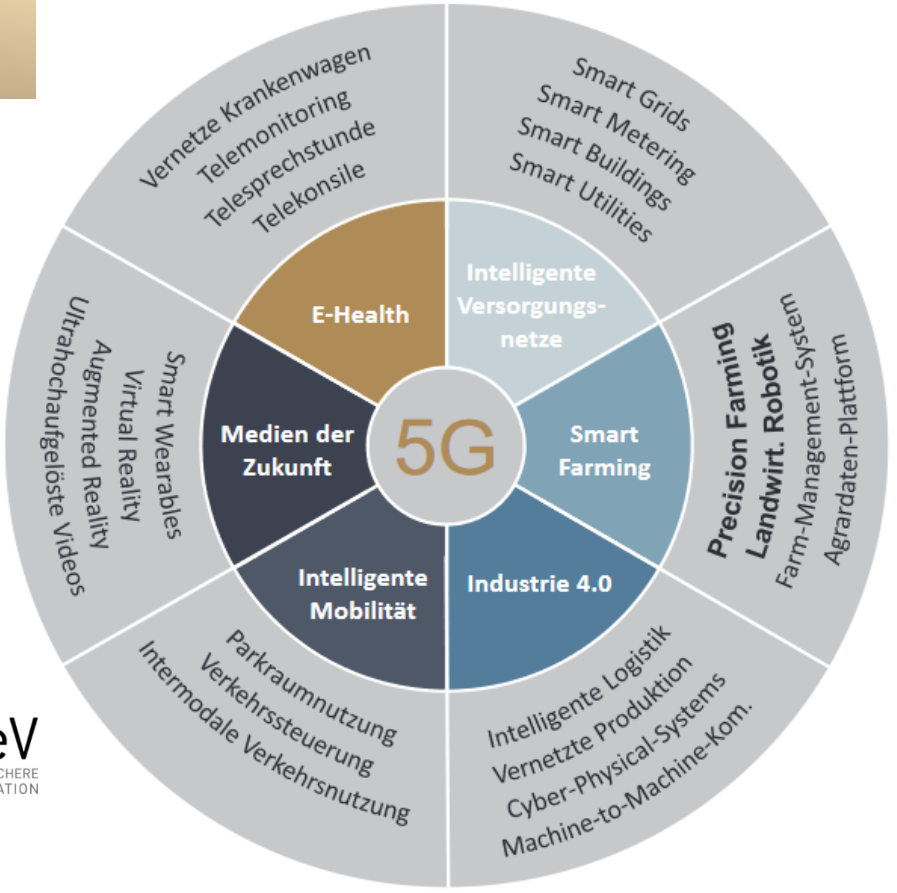 Vernetze Krankenwagen
Telemonitoring
Telesprechstunde
Telekonsile
E-Health
Smart Grids
Smart Metering
Smart Buildings
Smart Utilities
Intelligente
Versorgungs-
netze
Precision Farming
Landwirt. Robotik
Farm-Management-System
Agrardaten-Plattform
Smart
Farming
Intelligente Logistik
Vernetzte Produktion
Cyber-Physical-Systems
Machine-to-Machine-Kom.
Industrie 4.0
Parkraumnutzung
Verkehrssteuerung
Intermodale Verkehrsnutzung
Intelligente
Mobilität
Smart Wearables
Virtual Reality
Augmented Reality
Ultrahochaufgelöste Videos
Medien der
Zukunft
5G
eV
CHERE
ATION